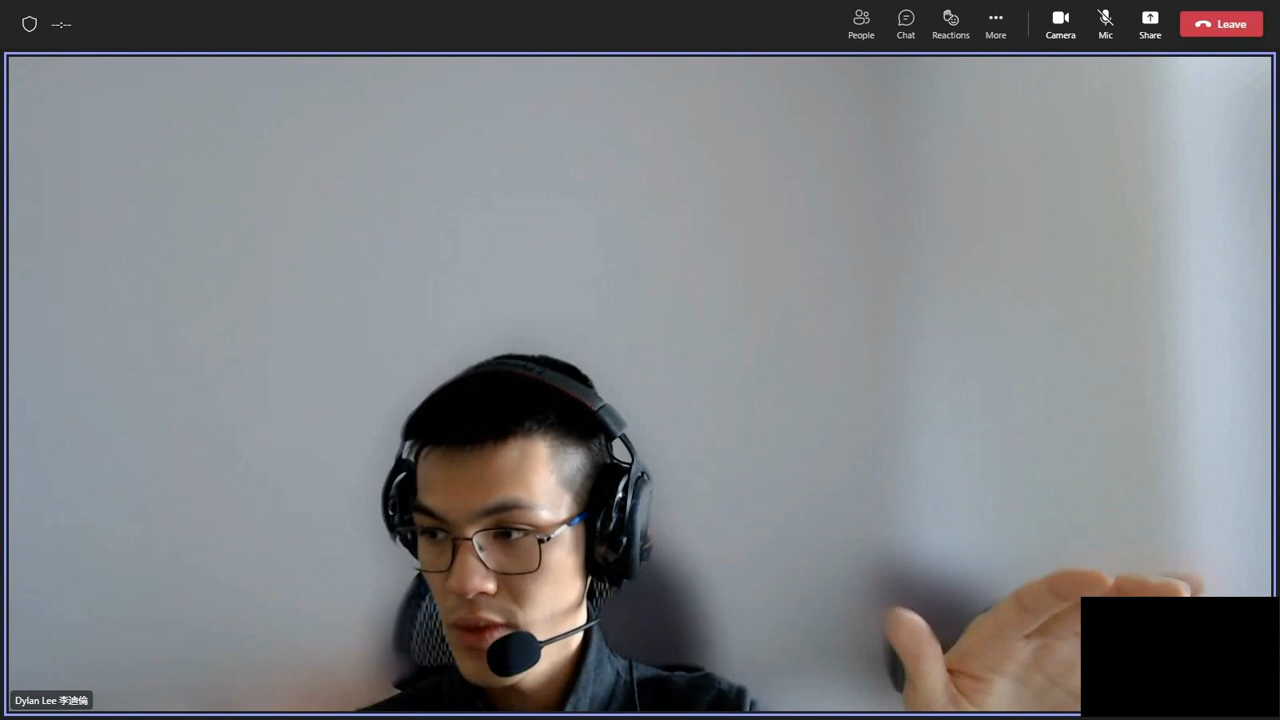 --:--
People
Chat
Reactions
More
Camera
Mic
Share
Leave
Dylan Lee 李迪倫